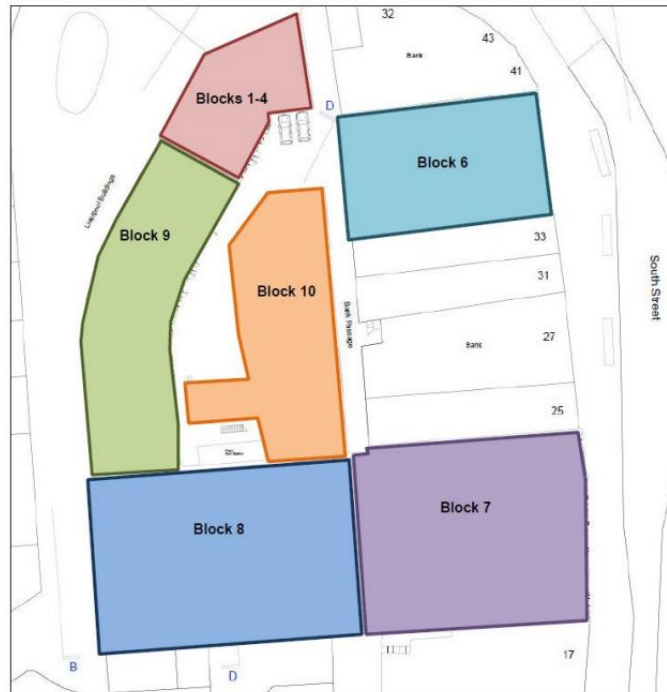 32
43
Bank
41
Blocks 1-4
D
Block 6
Liverpool Buildings
Block 9
33
South Street
31
Block 10
Bank Passage
27
Bank
25
Block 7
Block 8
B
D
17